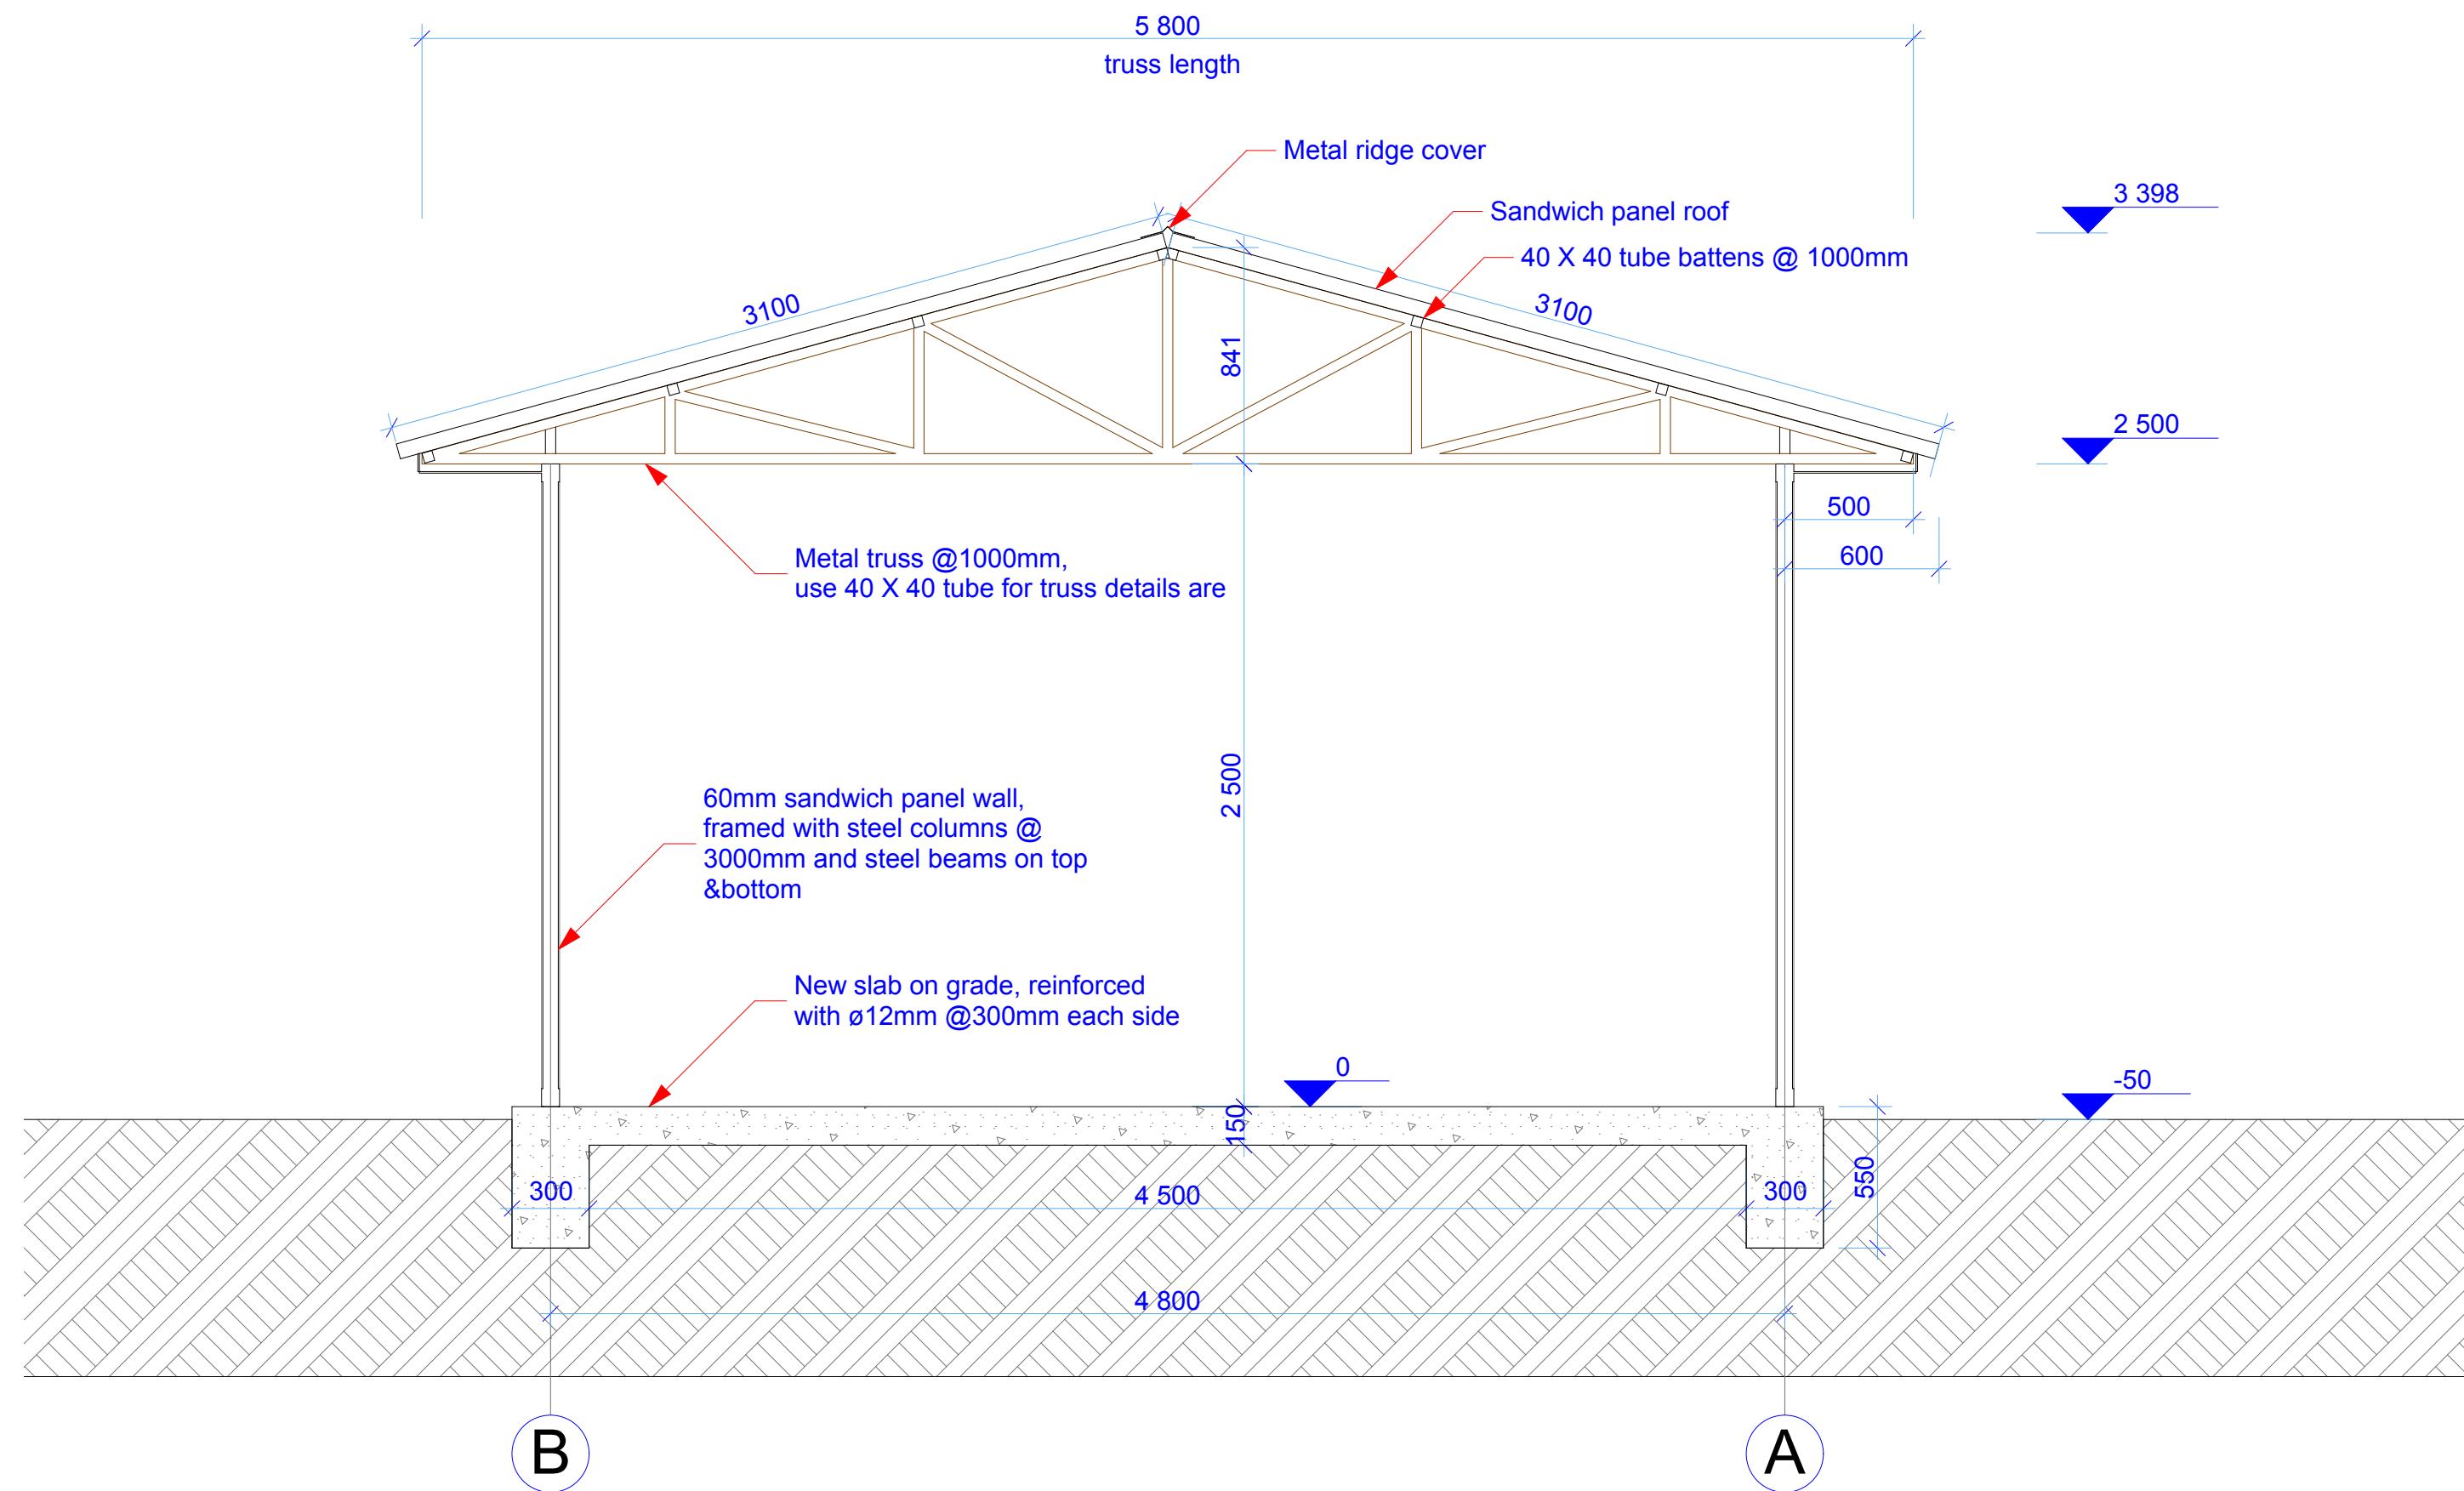 5 800
truss length
Metal ridge cover
3 398
Sandwich panel roof
40 X 40 tube battens @ 1000mm
3100
3100
841
2 500
500
600
Metal truss @1000mm,
use 40 X 40 tube for truss details are
2 500
60mm sandwich panel wall,
framed with steel columns @
3000mm and steel beams on top
&bottom
New slab on grade, reinforced
with ø12mm @300mm each side
0
-50
150
550
300
4 500
300
4 800
B
A